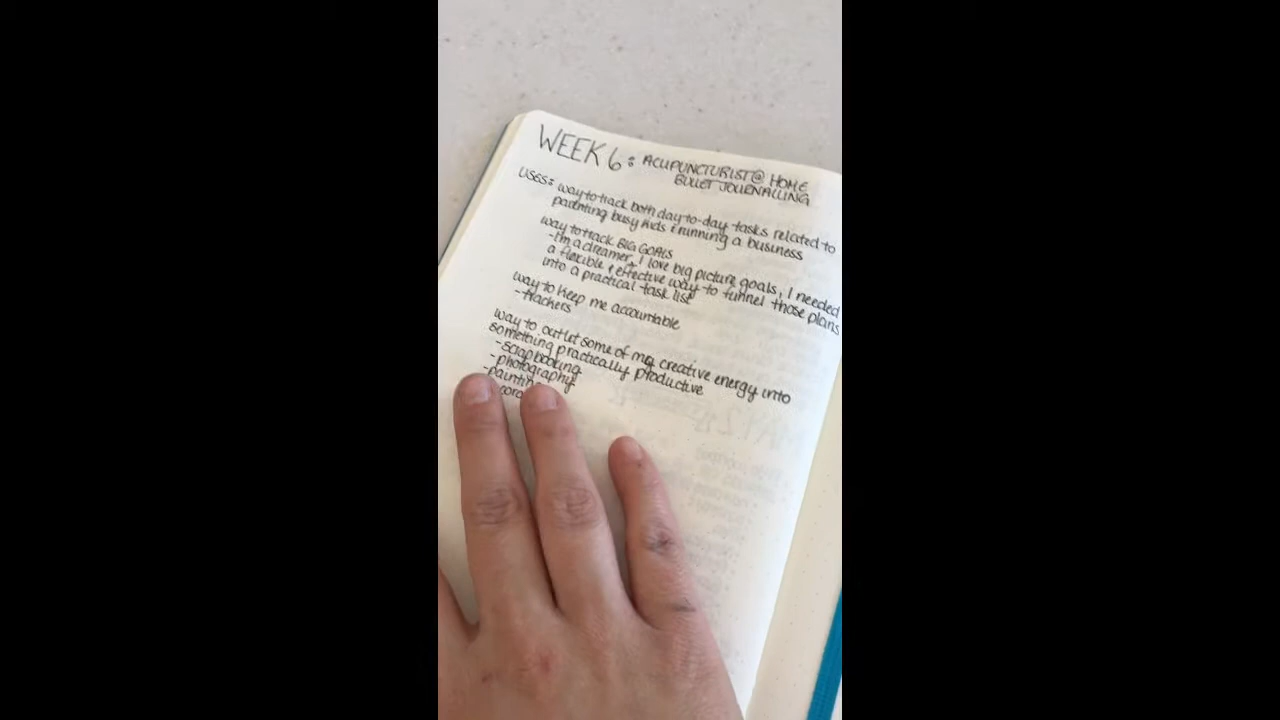 WEEK 6: ACUPUNCTURIST @ HOME
BULLET JOURNALLING
USES: way to track both day-to-day tasks related to
parenting busy kids & running a business
way to track BIG GOALS
-I'm a dreamer, I love big picture goals, I needed
a flexible & effective way to funnel those plans
into a practical task list
way to keep me accountable
-trackers
way to outlet some of my creative energy into
something practically productive
-scrapbooking
-photography
-paintin